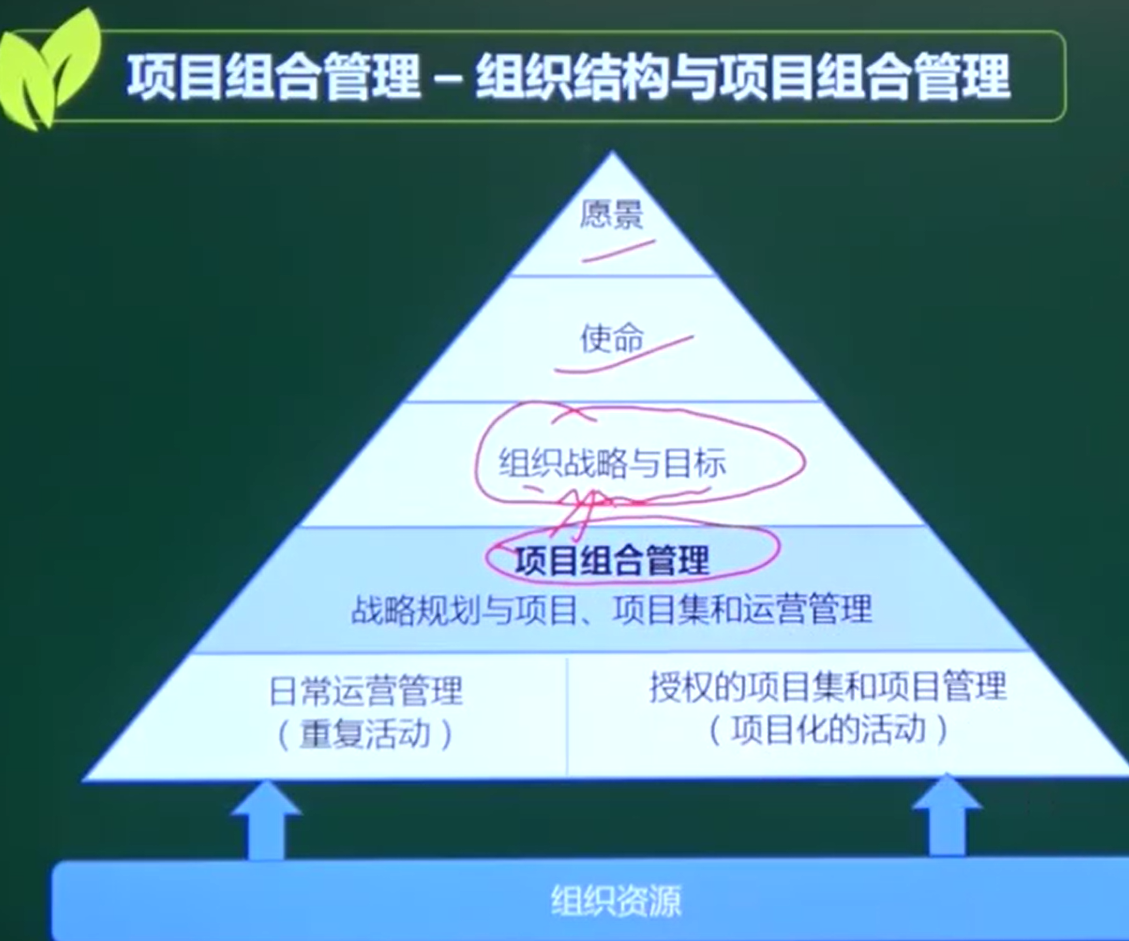 项目组合管理 – 组织结构与项目组合管理
愿景
使命
组织战略与目标
项目组合管理
战略规划与项目、项目集和运营管理
日常运营管理
（重复活动）
授权的项目集和项目管理
（项目化的活动）
组织资源